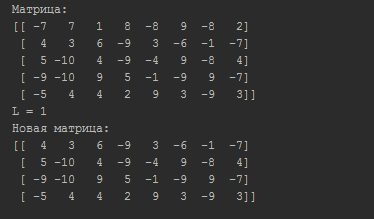 Матрица:
[[ -7   7   1   8  -8   9  -8   2]
 [  4   3   6  -9   3  -6  -1  -7]
 [  5 -10   4  -9  -4   9  -8   4]
 [ -9 -10   9   5  -1  -9   9  -7]
 [ -5   4   4   2   9   3  -9   3]]
L = 1
Новая матрица:
[[  4   3   6  -9   3  -6  -1  -7]
 [  5 -10   4  -9  -4   9  -8   4]
 [ -9 -10   9   5  -1  -9   9  -7]
 [ -5   4   4   2   9   3  -9   3]]